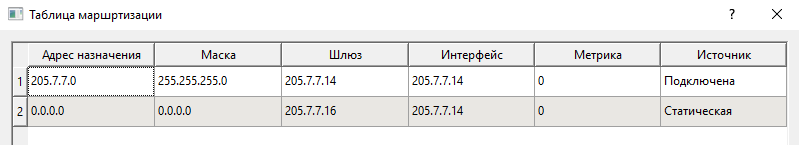 Таблица маршртизации
?
Адрес назначения Маска Шлюз Интерфейс Метрика Источник
1 205.7.7.0 255.255.255.0 205.7.7.14 205.7.7.14 0 Подключена
2 0.0.0.0 0.0.0.0 205.7.7.16 205.7.7.14 0 Статическая